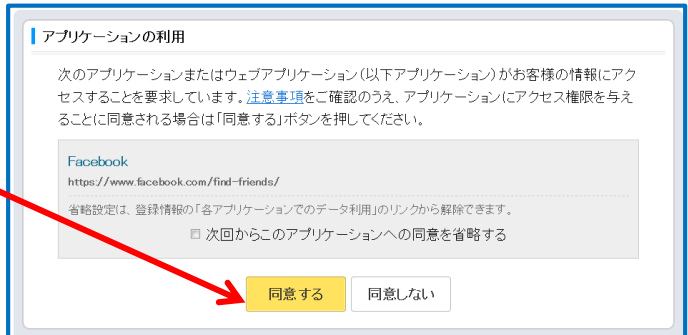 アプリケーションの利用
次のアプリケーションまたはウェブアプリケーション(以下アプリケーション)がお客様の情報にアク
セスすることを要求しています。注意事項をご確認のうえ、アプリケーションにアクセス権限を与え
ることに同意される場合は「同意する」ボタンを押してください。
Facebook
https://www.facebook.com/find-friends/
省略設定は、登録情報の「各アプリケーションでのデータ利用」のリンクから解除できます。
次回からこのアプリケーションへの同意を省略する
同意する 同意しない